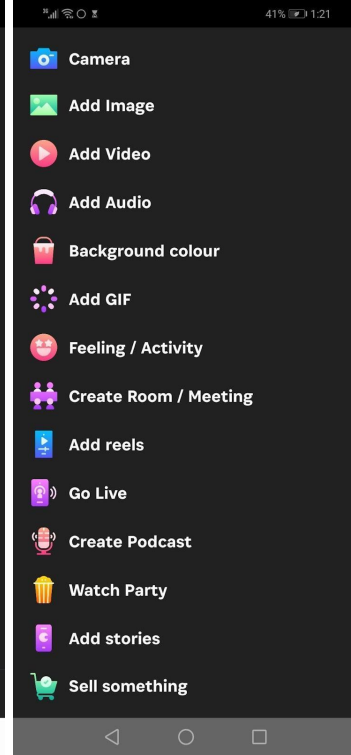 41% 1:21
Camera
Add Image
Add Video
Add Audio
Background colour
Add GIF
Feeling / Activity
Create Room / Meeting
Add reels
Go Live
Create Podcast
Watch Party
Add stories
Sell something